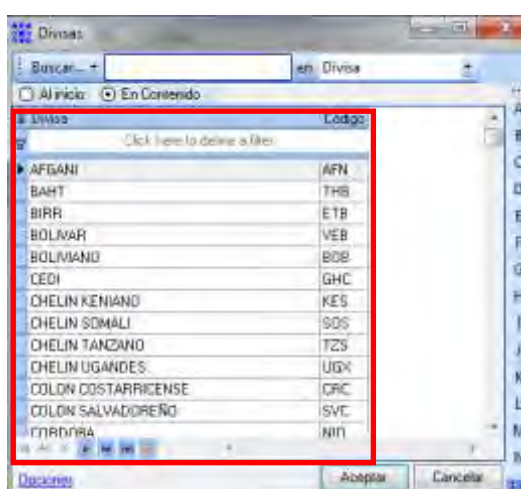 Divisas
Buscar... en Divisa
Al inicio En Contenido
Divisa Código
Click here to define a filter
AFGANI AFN
BAHT THB
BIRR ETB
BOLIVAR VEB
BOLIVIANO BOB
CEDI GHC
CHELIN KENIANO KES
CHELIN SOMALI SOS
CHELIN TANZANO TZS
CHELIN UGANDES UGX
COLON COSTARRICENSE CRC
COLON SALVADOREÑO SVC
CORDOBA NIO
Opciones Aceptar Cancelar